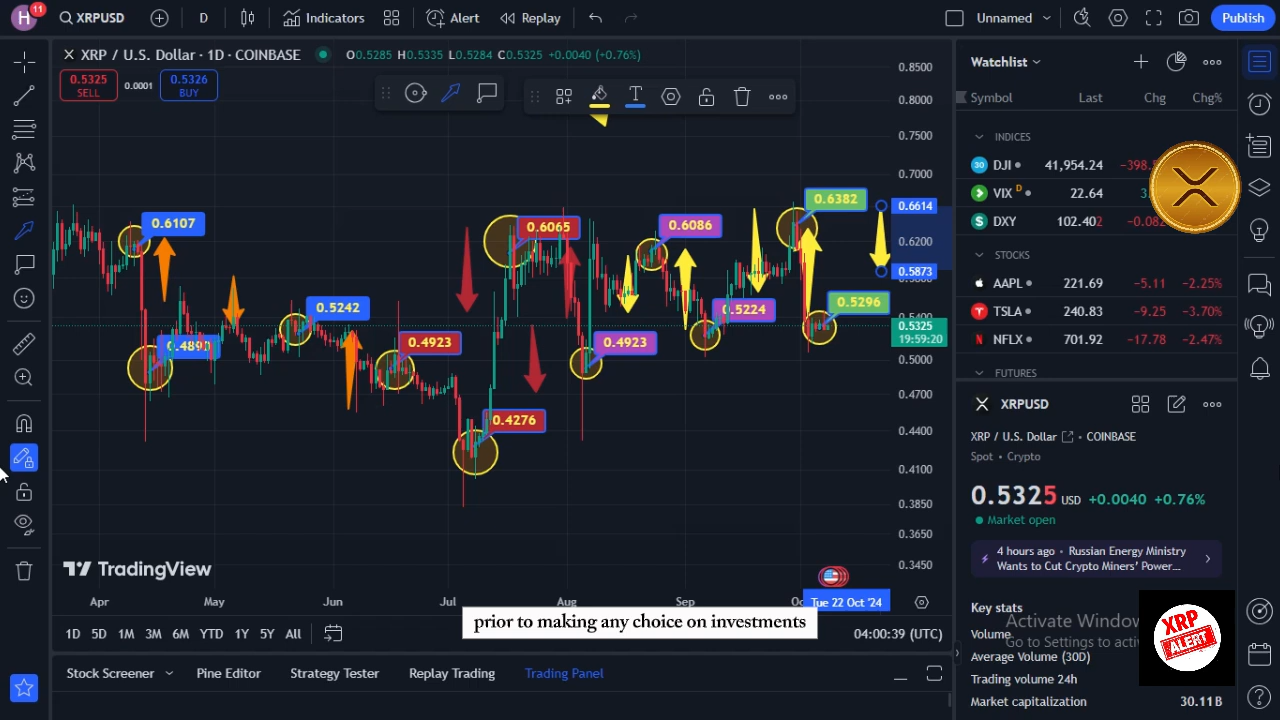 H 11 XRPUSD D Indicators Alert Replay Unnamed Publish
XRP / U.S. Dollar · 1D · COINBASE O0.5285 H0.5335 L0.5284 C0.5325 +0.0040 (+0.76%)
0.5325 SELL 0.0001 0.5326 BUY
0.8500
0.8000
0.7500
0.7000
0.6614
0.6200
0.5873
0.5400
0.5325
19:59:20
0.5000
0.4700
0.4400
0.4100
0.3850
0.3650
0.3450
0.6107
0.5242
0.4923
0.4276
0.6065
0.4923
0.6086
0.5224
0.6382
0.5296
TradingView
Apr May Jun Jul Aug Sep Tue 22 Oct '24
prior to making any choice on investments
1D 5D 1M 3M 6M YTD 1Y 5Y All 04:00:39 (UTC)
Stock Screener Pine Editor Strategy Tester Replay Trading Trading Panel
Watchlist
Symbol Last Chg Chg%
INDICES
30 DJI 41,954.24
VIX D 22.64
DXY 102.402
STOCKS
AAPL 221.69 -5.11 -2.25%
TSLA 240.83 -9.25 -3.70%
NFLX 701.92 -17.78 -2.47%
FUTURES
XRPUSD
XRP / U.S. Dollar • COINBASE
Spot • Crypto
0.5325 USD +0.0040 +0.76%
Market open
4 hours ago • Russian Energy Ministry
Wants to Cut Crypto Miners' Power...
Key stats
Activate Window
Volume
Go to Settings to
Average Volume (30D)
Trading volume 24h
Market capitalization 30.11B
XRP
ALERT